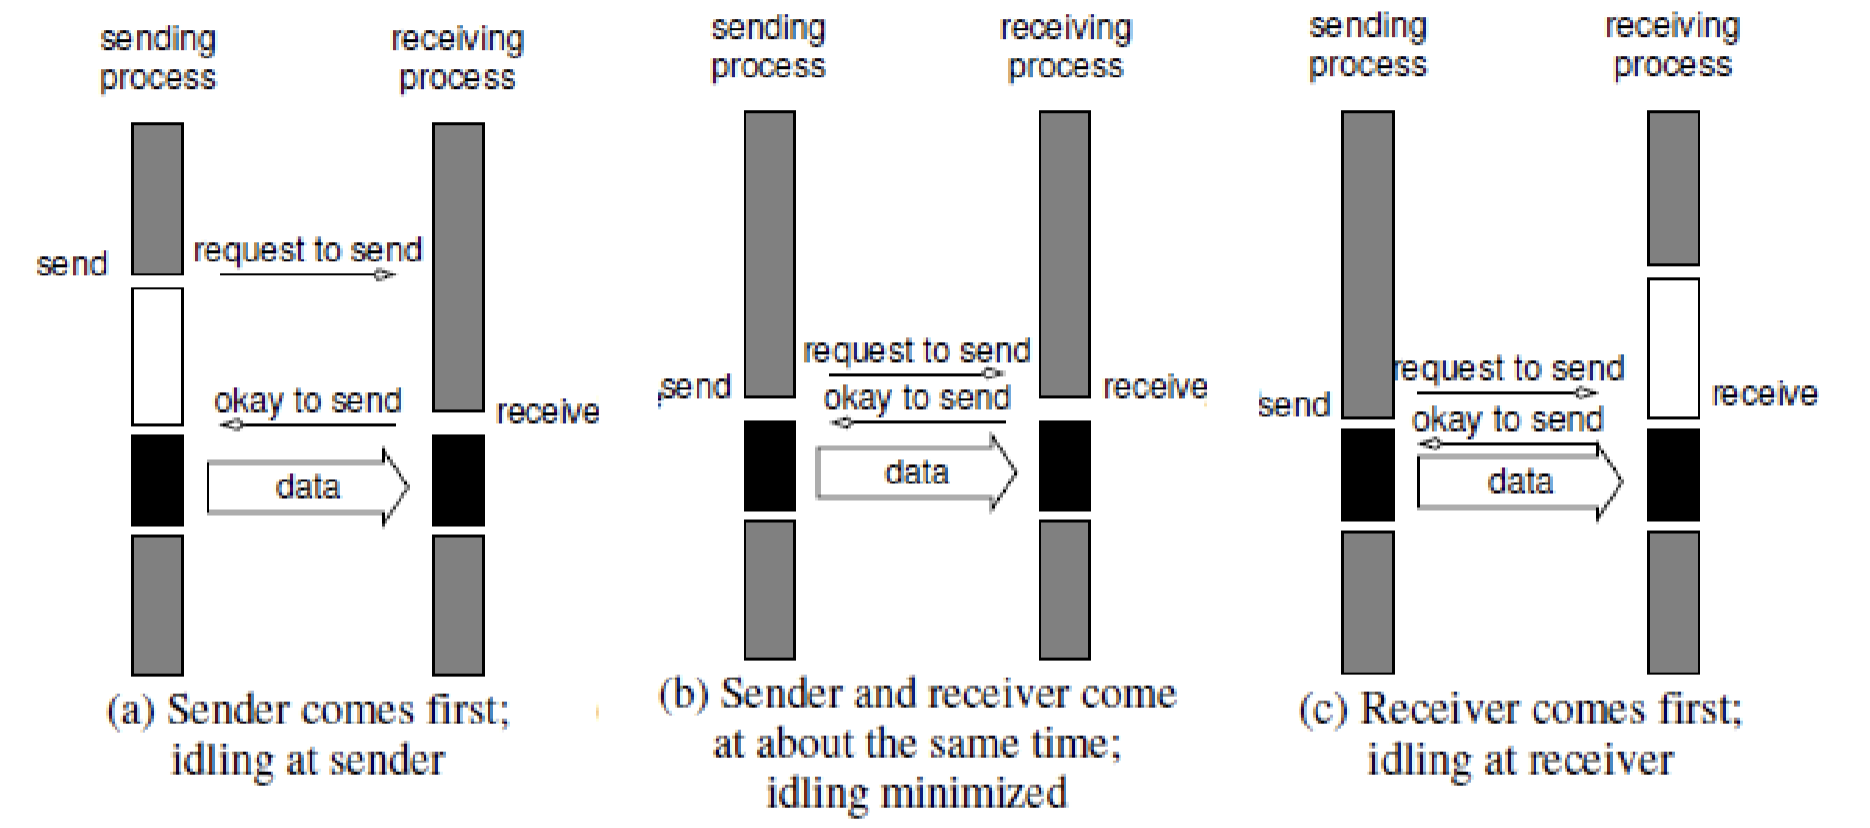 sending
process
receiving
process
send
request to send
okay to send
receive
data
(a) Sender comes first;
idling at sender
sending
process
receiving
process
request to send
send
receive
okay to send
data
(b) Sender and receiver come
at about the same time;
idling minimized
sending
process
receiving
process
request to send
send
receive
okay to send
data
(c) Receiver comes first;
idling at receiver